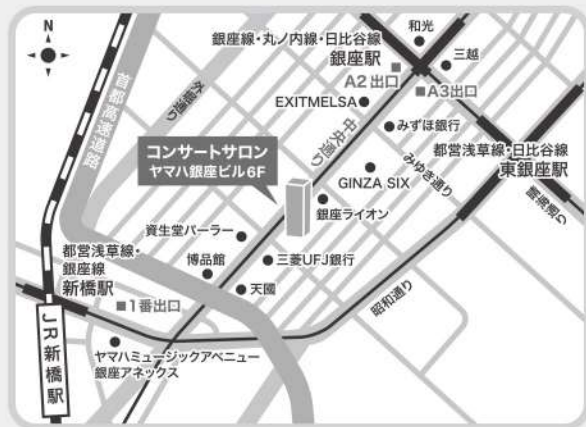 N
首都高速道路
外堀通り
銀座線・丸ノ内線・日比谷線
銀座駅
A2出口
和光
三越
A3出口
EXITMELSA
中央通り
みずほ銀行
コンサートサロン
ヤマハ銀座ビル6F
みゆき通り
都営浅草線・日比谷線
東銀座駅
GINZA SIX
晴海通り
銀座ライオン
資生堂パーラー
都営浅草線・
銀座線
新橋駅
博品館
三菱UFJ銀行
天國
昭和通り
1番出口
JR新橋駅
ヤマハミュージックアベニュー
銀座アネックス